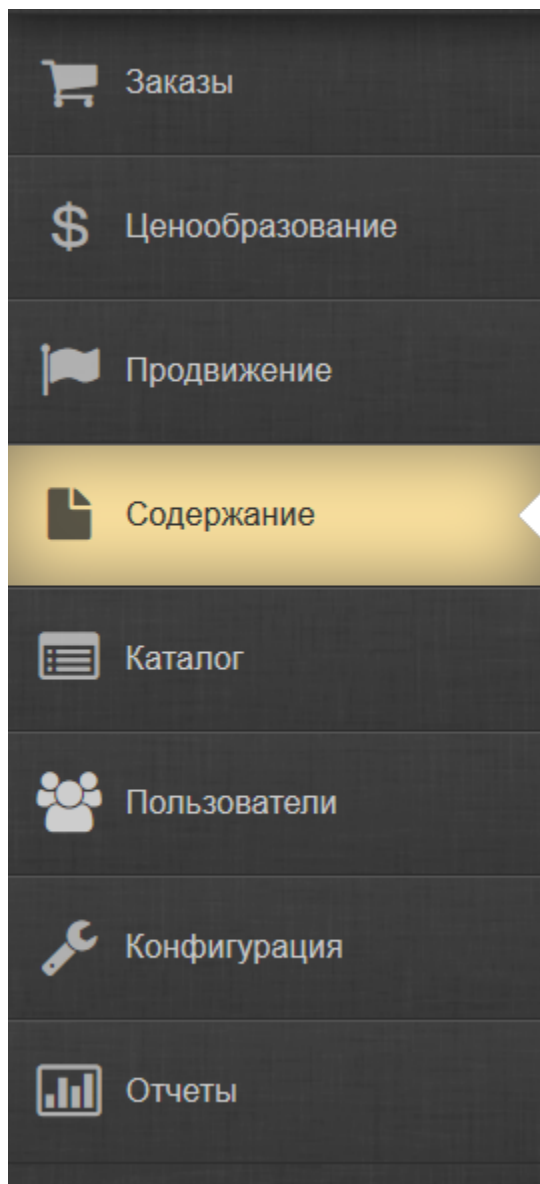 Заказы
Ценообразование
Продвижение
Содержание
Каталог
Пользователи
Конфигурация
Отчеты